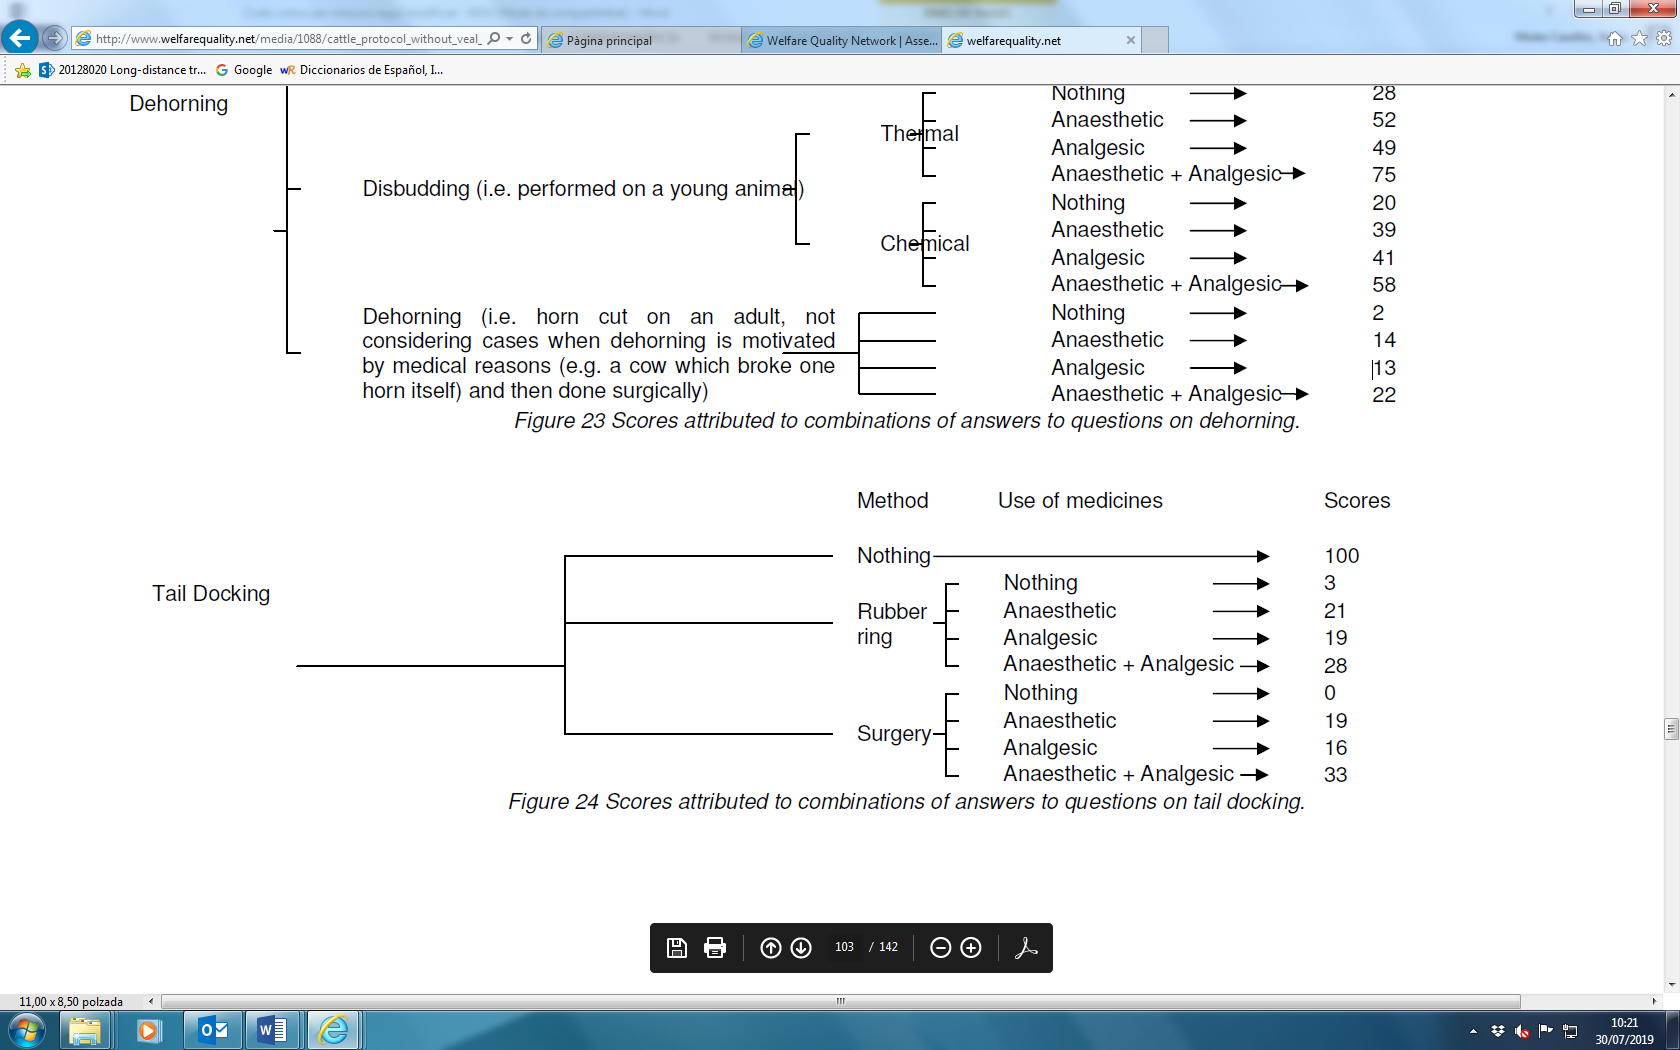 http://www.welfarequality.net/media/1088/cattle_protocol_without_veal_
Pàgina principal
Welfare Quality Network | Asse...
welfarequality.net
20128020 Long-distance tr...
Google
Diccionarios de Español, I...
Dehorning
Thermal
Nothing 28
Anaesthetic 52
Analgesic 49
Anaesthetic + Analgesic 75
Disbudding (i.e. performed on a young animal)
Chemical
Nothing 20
Anaesthetic 39
Analgesic 41
Anaesthetic + Analgesic 58
Dehorning (i.e. horn cut on an adult, not
considering cases when dehorning is motivated
by medical reasons (e.g. a cow which broke one
horn itself) and then done surgically)
Nothing 2
Anaesthetic 14
Analgesic 13
Anaesthetic + Analgesic 22
Figure 23 Scores attributed to combinations of answers to questions on dehorning.
Method Use of medicines Scores
Tail Docking
Nothing 100
Rubber
ring
Nothing 3
Anaesthetic 21
Analgesic 19
Anaesthetic + Analgesic 28
Surgery
Nothing 0
Anaesthetic 19
Analgesic 16
Anaesthetic + Analgesic 33
Figure 24 Scores attributed to combinations of answers to questions on tail docking.
103 / 142
11,00 x 8,50 polzada
10:21
30/07/2019